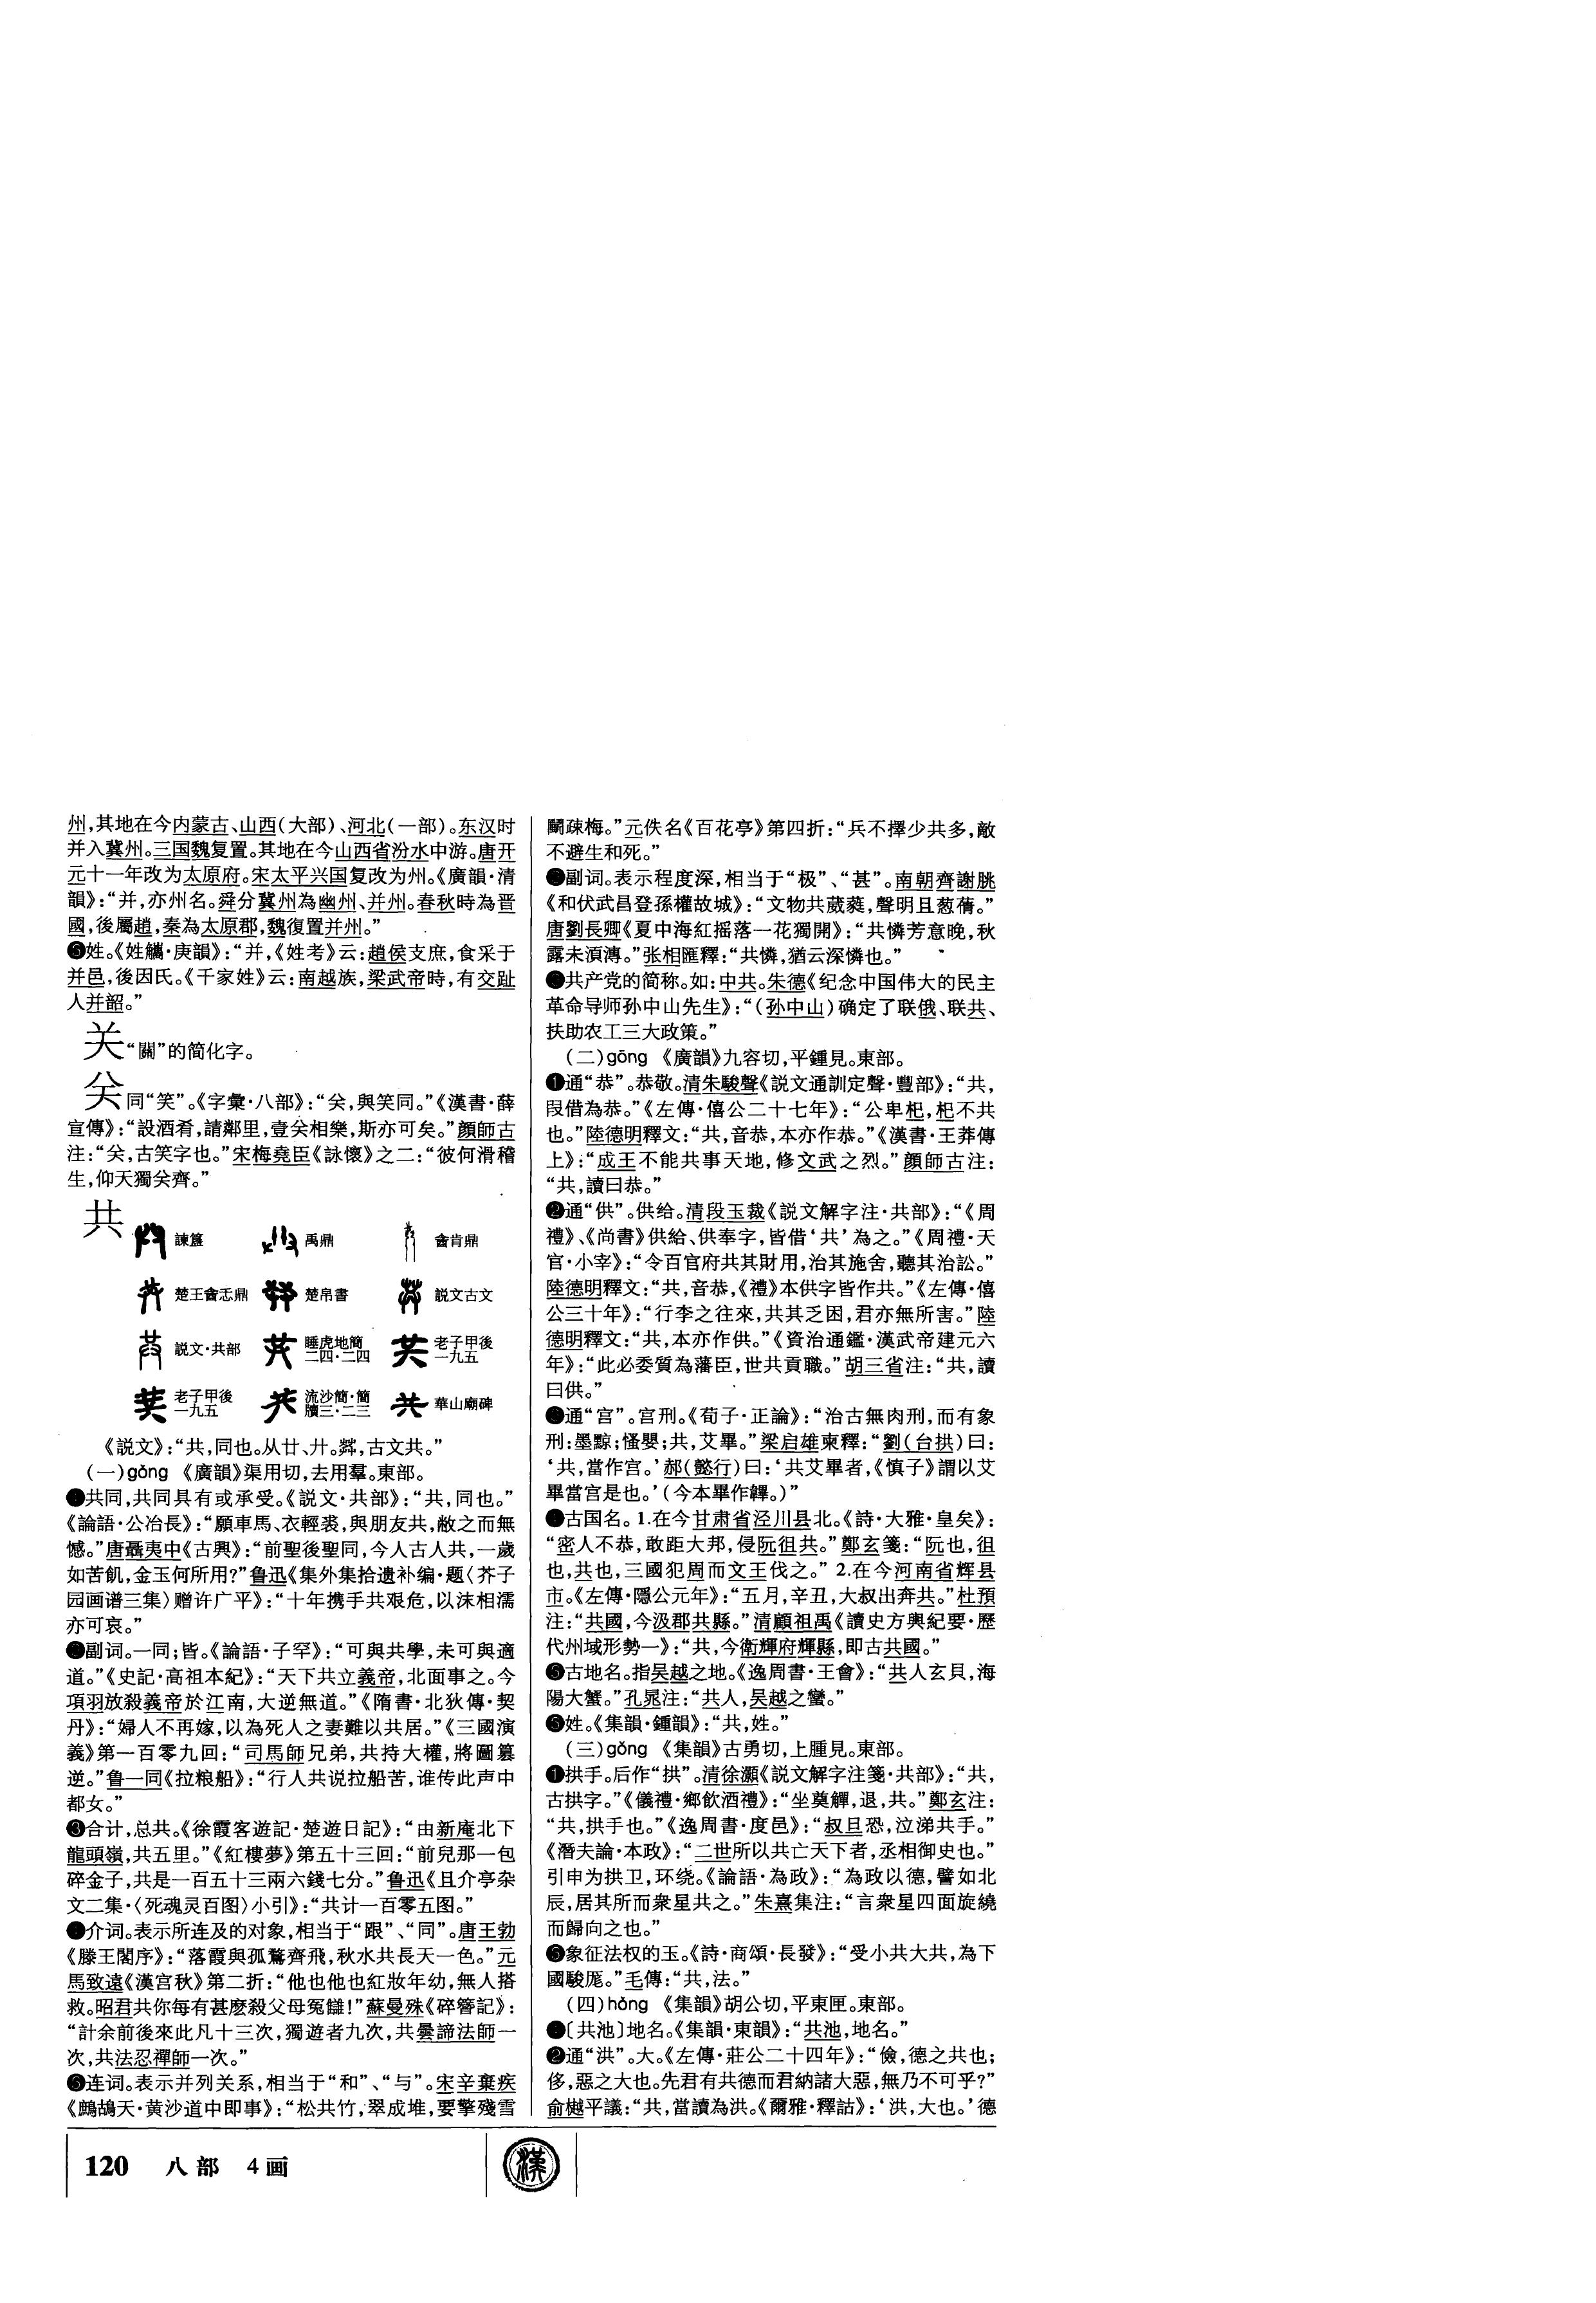 州,其地在今内蒙古、山西(大部)、河北(一部)。东汉时
并入冀州。三国魏复置。其地在今山西省汾水中游。唐开
元十一年改为太原府。宋太平兴国复改为州。《廣韻·清
韻》:“并,亦州名。舜分冀州為幽州、并州。春秋時為晋
國,後屬趙,秦為太原郡,魏復置并州。”
❺姓。《姓觿·庚韻》:“并,《姓考》云:趙侯支庶,食采于
并邑,後因氏。《千家姓》云:南越族,梁武帝時,有交趾
人并韶。”
关“關”的简化字。
关同“笑”。《字彙·八部》:“关,與笑同。”《漢書·薛
宣傳》:“設酒肴,請鄰里,壹关相樂,斯亦可矣。”顔師古
注:“关,古笑字也。”宋梅堯臣《詠懷》之二:“彼何滑稽
生,仰天獨关齊。”
共
諫簋 禹鼎 酓肯鼎
楚王酓忎鼎 楚帛書 説文古文
説文·共部 睡虎地簡二四·二四 老子甲後一九五
老子甲後一九五 流沙簡·簡牘三·二三 華山廟碑
《説文》:“共,同也。从廿、廾。,古文共。”
(一)gǒng 《廣韻》渠用切,去用羣。東部。
❶共同,共同具有或承受。《説文·共部》:“共,同也。”
《論語·公冶長》:“願車馬、衣輕裘,與朋友共,敝之而無
憾。”唐聶夷中《古興》:“前聖後聖同,今人古人共,一歲
如苦飢,金玉何所用?”鲁迅《集外集拾遗补编·题〈芥子
园画谱三集〉赠许广平》:“十年携手共艰危,以沫相濡
亦可哀。”
❷副词。一同;皆。《論語·子罕》:“可與共學,未可與適
道。”《史記·高祖本紀》:“天下共立義帝,北面事之。今
項羽放殺義帝於江南,大逆無道。”《隋書·北狄傳·契
丹》:“婦人不再嫁,以為死人之妻難以共居。”《三國演
義》第一百零九回:“司馬師兄弟,共持大權,將圖篡
逆。”鲁一同《拉粮船》:“行人共说拉船苦,谁传此声中
都女。”
❸合计,总共。《徐霞客遊記·楚遊日記》:“由新庵北下
龍頭嶺,共五里。”《紅樓夢》第五十三回:“前兒那一包
碎金子,共是一百五十三兩六錢七分。”鲁迅《且介亭杂
文二集·〈死魂灵百图〉小引》:“共计一百零五图。”
❹介词。表示所连及的对象,相当于“跟”、“同”。唐王勃
《滕王閣序》:“落霞與孤鶩齊飛,秋水共長天一色。”元
馬致遠《漢宫秋》第二折:“他也他也紅妝年幼,無人搭
救。昭君共你每有甚麽殺父母冤讎!”蘇曼殊《碎簪記》:
“計余前後來此凡十三次,獨遊者九次,共曇諦法師一
次,共法忍禪師一次。”
❺连词。表示并列关系,相当于“和”、“与”。宋辛棄疾
《鷓鴣天·黄沙道中即事》:“松共竹,翠成堆,要擎殘雪
鬭疎梅。”元佚名《百花亭》第四折:“兵不擇少共多,敵
不避生和死。”
❻副词。表示程度深,相当于“极”、“甚”。南朝齊謝朓
《和伏武昌登孫權故城》:“文物共葳蕤,聲明且葱蒨。”
唐劉長卿《夏中海紅摇落一花獨開》:“共憐芳意晚,秋
露未須漙。”张相匯釋:“共憐,猶云深憐也。”
❼共产党的简称。如:中共。朱德《纪念中国伟大的民主
革命导师孙中山先生》:“(孙中山)确定了联俄、联共、
扶助农工三大政策。”
(二)gōng 《廣韻》九容切,平鍾見。東部。
❶通“恭”。恭敬。清朱駿聲《説文通訓定聲·豐部》:“共,
叚借為恭。”《左傳·僖公二十七年》:“公卑杞,杞不共
也。”陸德明釋文:“共,音恭,本亦作恭。”《漢書·王莽傳
上》:“成王不能共事天地,修文武之烈。”顔師古注:
“共,讀曰恭。”
❷通“供”。供给。清段玉裁《説文解字注·共部》:“《周
禮》、《尚書》供給、供奉字,皆借‘共’為之。”《周禮·天
官·小宰》:“令百官府共其財用,治其施舍,聽其治訟。”
陸德明釋文:“共,音恭,《禮》本供字皆作共。”《左傳·僖
公三十年》:“行李之往來,共其乏困,君亦無所害。”陸
德明釋文:“共,本亦作供。”《資治通鑑·漢武帝建元六
年》:“此必委質為藩臣,世共貢職。”胡三省注:“共,讀
曰供。”
❸通“宫”。宫刑。《荀子·正論》:“治古無肉刑,而有象
刑:墨黥;慅嬰;共,艾畢。”梁启雄柬釋:“劉(台拱)曰:
‘共,當作宫。’郝(懿行)曰:‘共艾畢者,《慎子》謂以艾
畢當宫是也。’(今本畢作韠。)”
❹古国名。1.在今甘肃省泾川县北。《詩·大雅·皇矣》:
“密人不恭,敢距大邦,侵阮徂共。”鄭玄箋:“阮也,徂
也,共也,三國犯周而文王伐之。”2.在今河南省辉县
市。《左傳·隱公元年》:“五月,辛丑,大叔出奔共。”杜預
注:“共國,今汲郡共縣。”清顧祖禹《讀史方輿紀要·歷
代州域形勢一》:“共,今衛輝府輝縣,即古共國。”
❺古地名。指吴越之地。《逸周書·王會》:“共人玄貝,海
陽大蟹。”孔晁注:“共人,吴越之蠻。”
❻姓。《集韻·鍾韻》:“共,姓。”
(三)gǒng 《集韻》古勇切,上腫見。東部。
❶拱手。后作“拱”。清徐灝《説文解字注箋·共部》:“共,
古拱字。”《儀禮·鄉飲酒禮》:“坐奠觶,退,共。”鄭玄注:
“共,拱手也。”《逸周書·度邑》:“叔旦恐,泣涕共手。”
《潛夫論·本政》:“二世所以共亡天下者,丞相御史也。”
引申为拱卫,环绕。《論語·為政》:“為政以德,譬如北
辰,居其所而衆星共之。”朱熹集注:“言衆星四面旋繞
而歸向之也。”
❷象征法权的玉。《詩·商頌·長發》:“受小共大共,為下
國駿厖。”毛傳:“共,法。”
(四)hǒng 《集韻》胡公切,平東匣。東部。
❶〔共池〕地名。《集韻·東韻》:“共池,地名。”
❷通“洪”。大。《左傳·莊公二十四年》:“儉,德之共也;
侈,惡之大也。先君有共德而君納諸大惡,無乃不可乎?”
俞樾平議:“共,當讀為洪。《爾雅·釋詁》:‘洪,大也。’德
120 八部 4画
漢